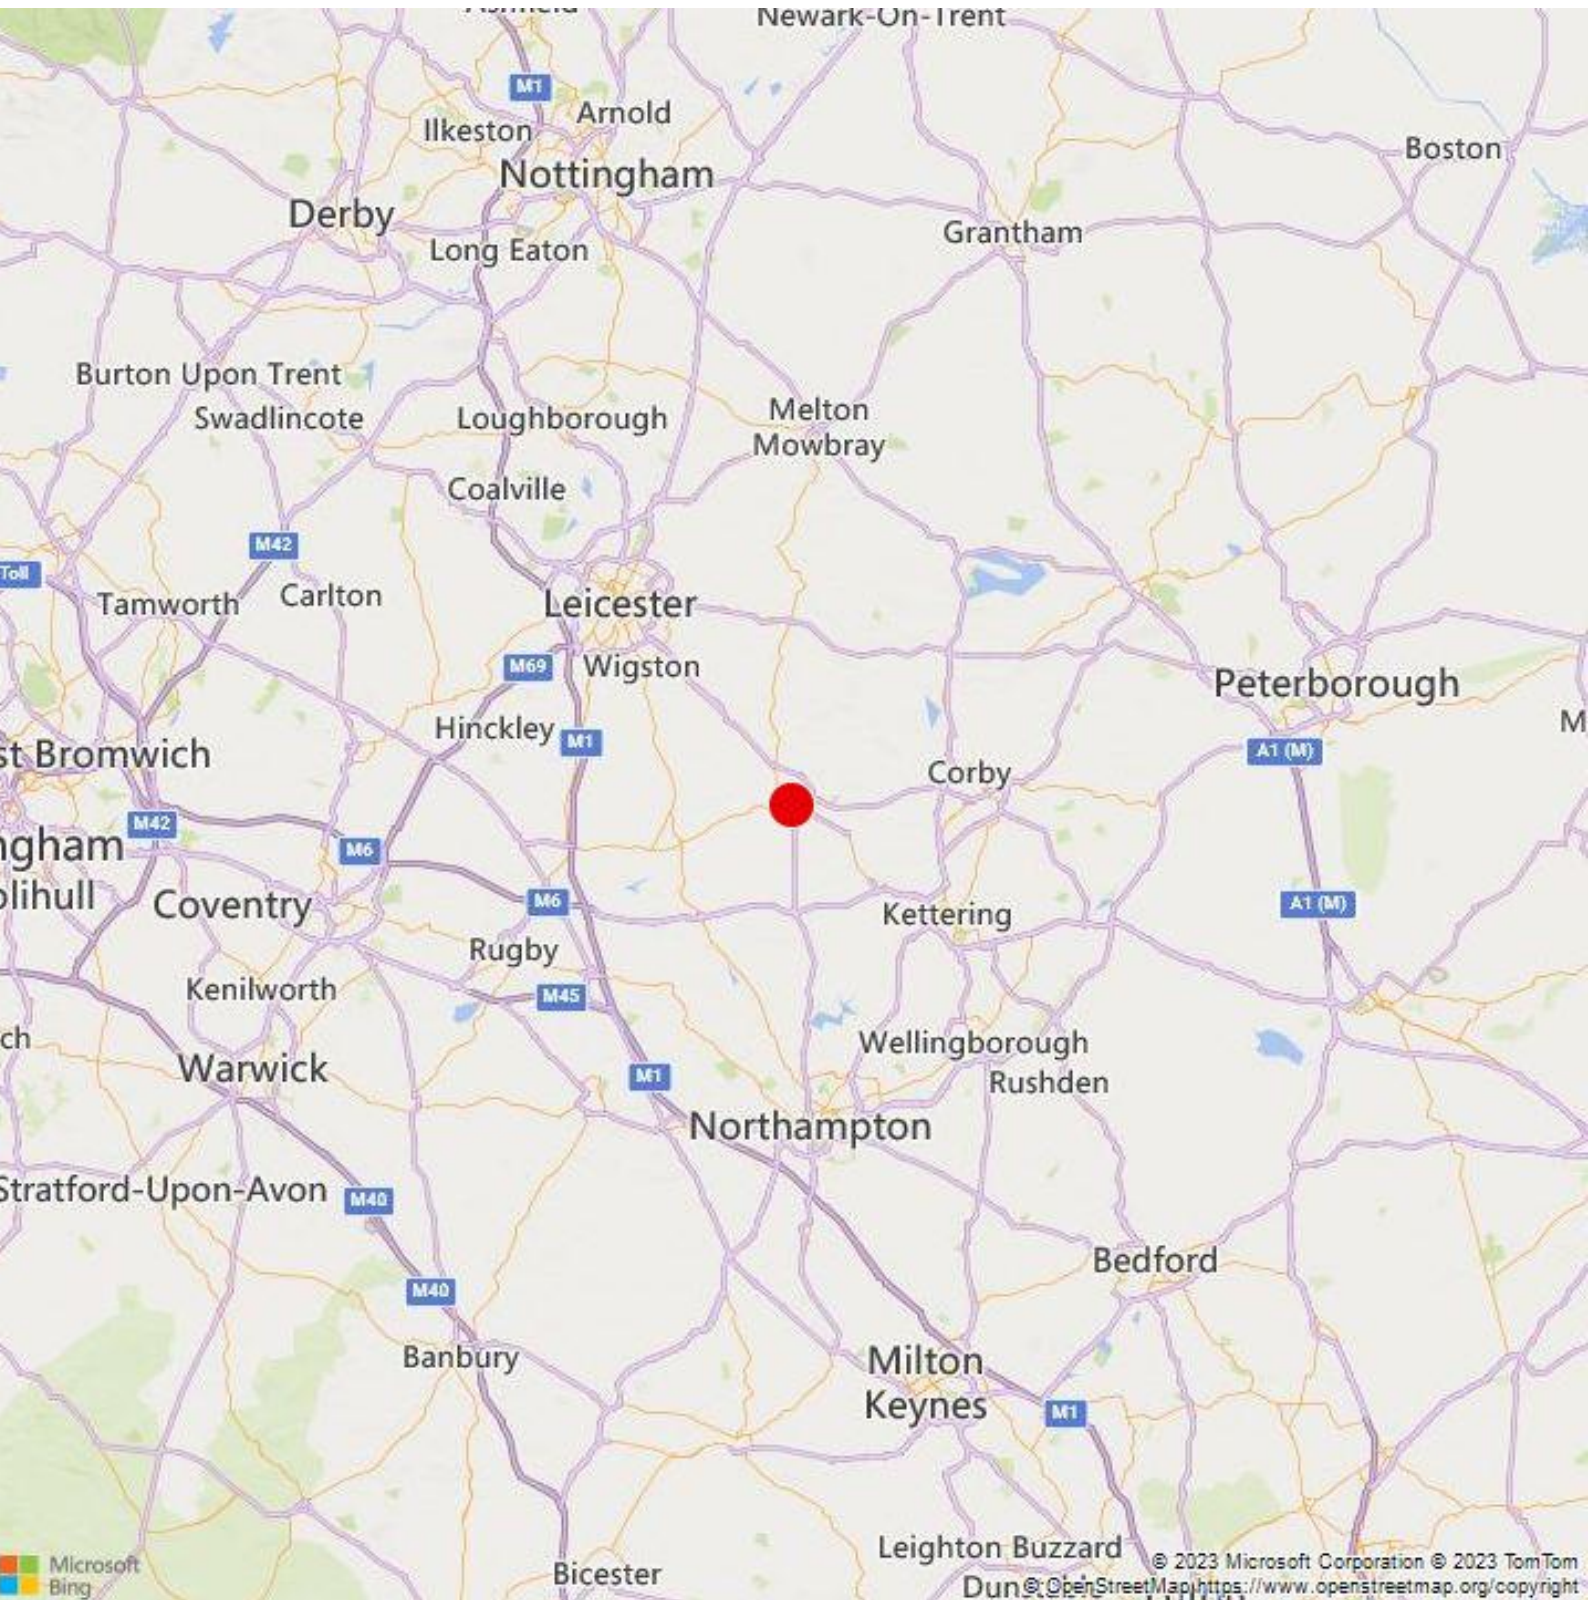 Newark-On-Trent
M1
Arnold
Ilkeston
Boston
Nottingham
Derby
Grantham
Long Eaton
Burton Upon Trent
Swadlincote
Loughborough
Melton
Mowbray
Coalville
M42
Toll
Carlton
Tamworth
Leicester
M69
Wigston
Peterborough
M
Hinckley
M1
st Bromwich
A1 (M)
Corby
M42
ngham
M6
olihull
Coventry
M6
A1 (M)
Kettering
Rugby
Kenilworth
M45
ch
Wellingborough
Warwick
M1
Rushden
Northampton
Stratford-Upon-Avon
M40
Bedford
M40
Banbury
Milton
Keynes
M1
Leighton Buzzard
Microsoft
Bing
Bicester
© 2023 Microsoft Corporation © 2023 TomTom
© OpenStreetMap https://www.openstreetmap.org/copyright